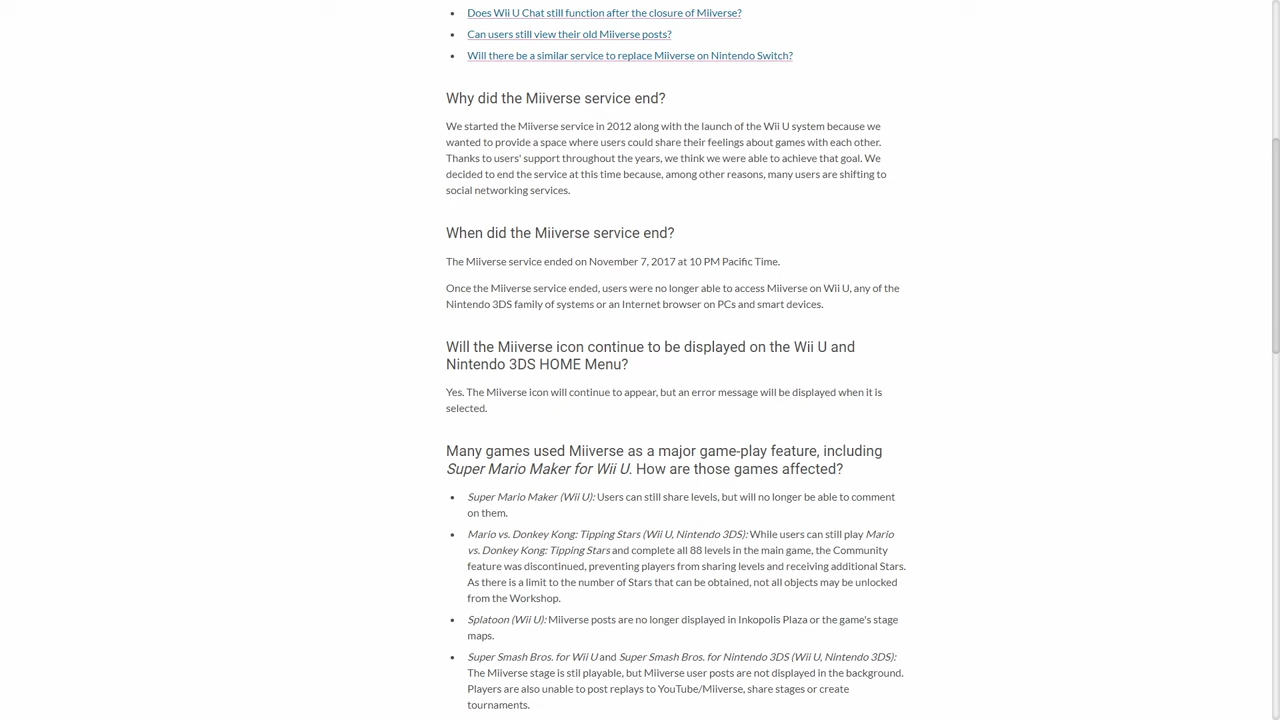 Does Wii U Chat still function after the closure of Miiverse?
Can users still view their old Miiverse posts?
Will there be a similar service to replace Miiverse on Nintendo Switch?
Why did the Miiverse service end?
We started the Miiverse service in 2012 along with the launch of the Wii U system because we
wanted to provide a space where users could share their feelings about games with each other.
Thanks to users' support throughout the years, we think we were able to achieve that goal. We
decided to end the service at this time because, among other reasons, many users are shifting to
social networking services.
When did the Miiverse service end?
The Miiverse service ended on November 7, 2017 at 10 PM Pacific Time.
Once the Miiverse service ended, users were no longer able to access Miiverse on Wii U, any of the
Nintendo 3DS family of systems or an Internet browser on PCs and smart devices.
Will the Miiverse icon continue to be displayed on the Wii U and
Nintendo 3DS HOME Menu?
Yes. The Miiverse icon will continue to appear, but an error message will be displayed when it is
selected.
Many games used Miiverse as a major game-play feature, including
Super Mario Maker for Wii U. How are those games affected?
Super Mario Maker (Wii U): Users can still share levels, but will no longer be able to comment
on them.
Mario vs. Donkey Kong: Tipping Stars (Wii U, Nintendo 3DS): While users can still play Mario
vs. Donkey Kong: Tipping Stars and complete all 88 levels in the main game, the Community
feature was discontinued, preventing players from sharing levels and receiving additional Stars.
As there is a limit to the number of Stars that can be obtained, not all objects may be unlocked
from the Workshop.
Splatoon (Wii U): Miiverse posts are no longer displayed in Inkopolis Plaza or the game's stage
maps.
Super Smash Bros. for Wii U and Super Smash Bros. for Nintendo 3DS (Wii U, Nintendo 3DS):
The Miiverse stage is stil playable, but Miiverse user posts are not displayed in the background.
Players are also unable to post replays to YouTube/Miiverse, share stages or create
tournaments.